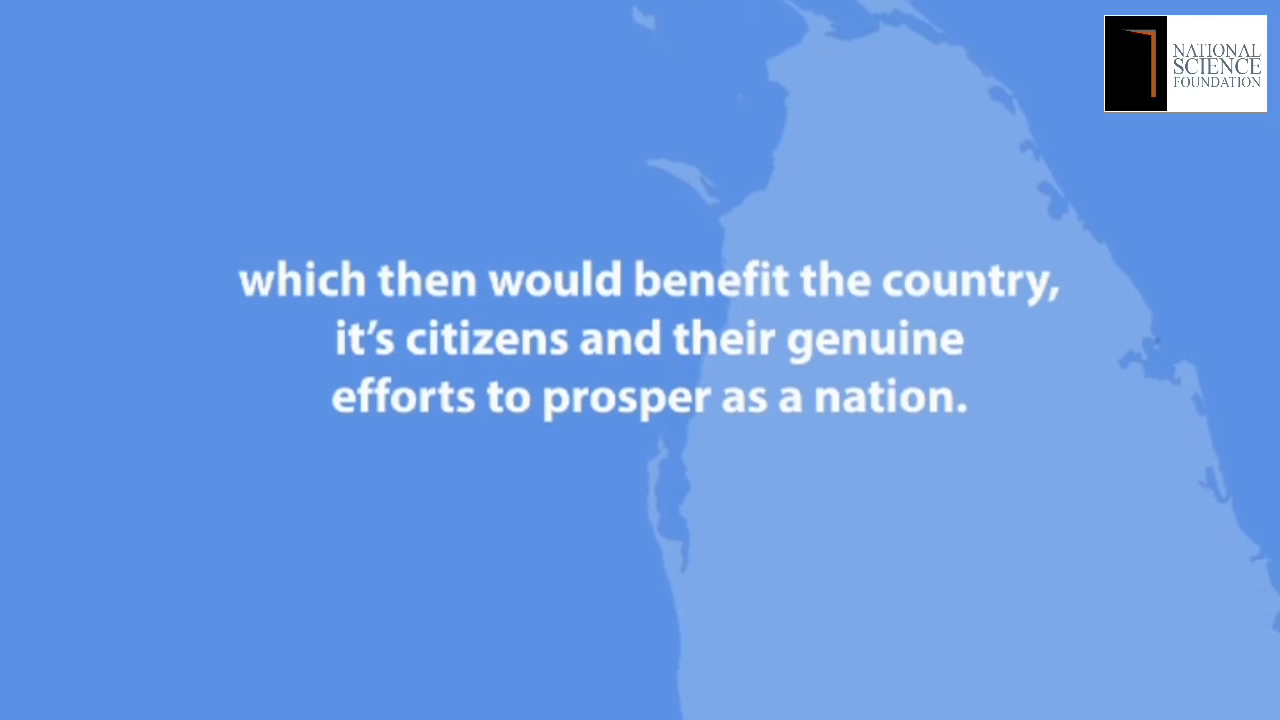 NATIONAL
SCIENCE
FOUNDATION
which then would benefit the country,
it’s citizens and their genuine
efforts to prosper as a nation.